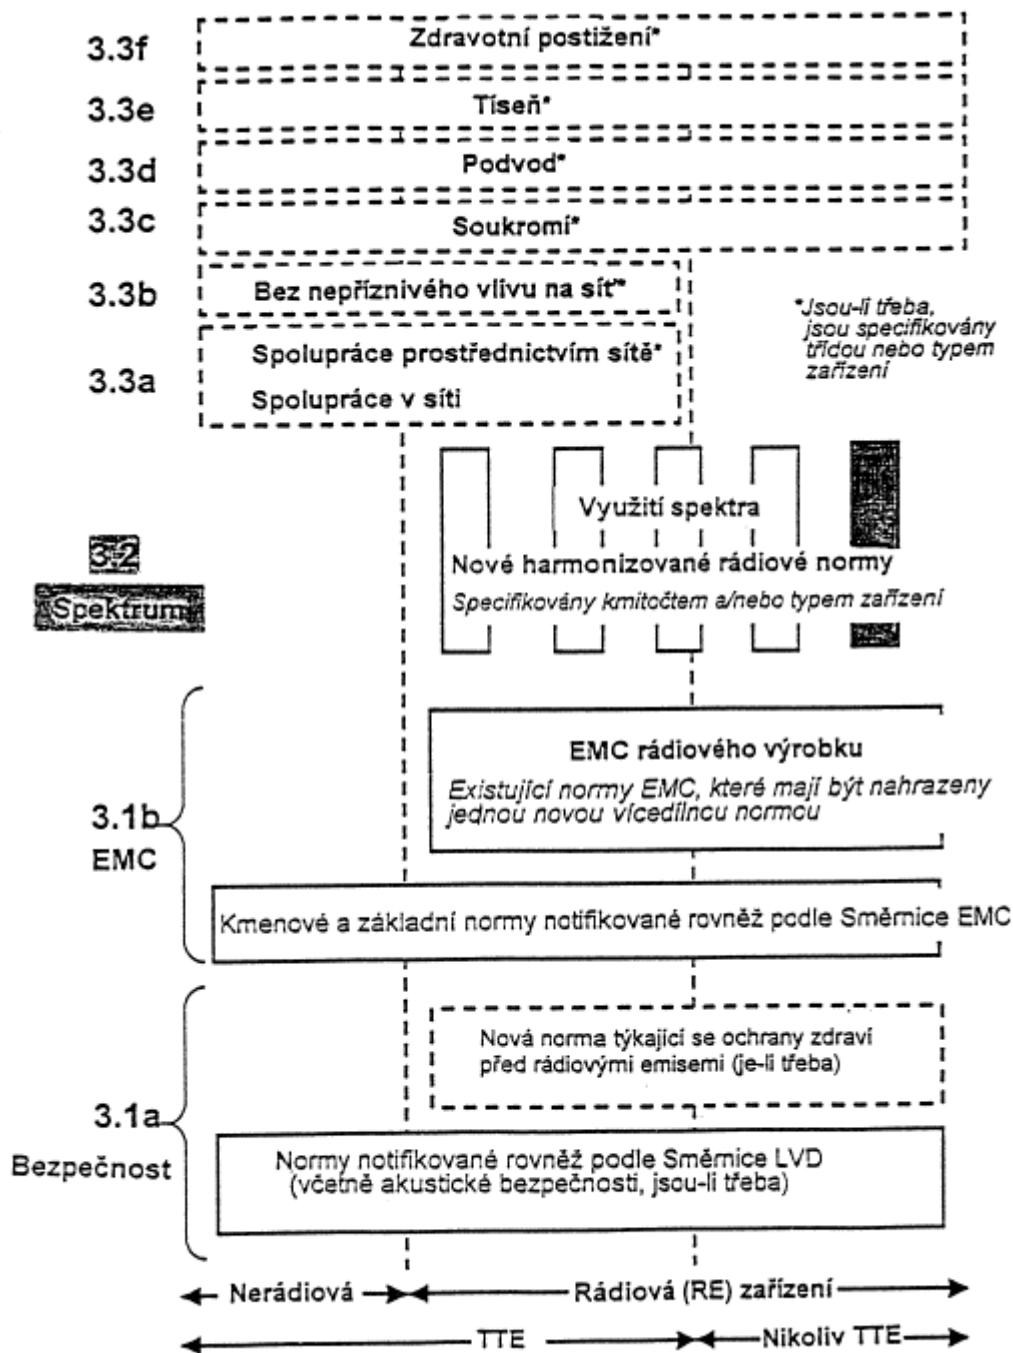 3.3f
Zdravotní postižení*
3.3e
Tíseň*
3.3d
Podvod*
3.3c
Soukromí*
3.3b
Bez nepříznivého vlivu na síť*
*Jsou-li třeba,
jsou specifikovány
třídou nebo typem
zařízení
3.3a
Spolupráce prostřednictvím sítě*
Spolupráce v síti
3.2
Spektrum
Využití spektra
Nové harmonizované rádiové normy
Specifikovány kmitočtem a/nebo typem zařízení
3.1b
EMC
EMC rádiového výrobku
Existující normy EMC, které mají být nahrazeny
jednou novou vícedílnou normou
Kmenové a základní normy notifikované rovněž podle Směrnice EMC
3.1a
Bezpečnost
Nová norma týkající se ochrany zdraví
před rádiovými emisemi (je-li třeba)
Normy notifikované rovněž podle Směrnice LVD
(včetně akustické bezpečnosti, jsou-li třeba)
Nerádiová
Rádiová (RE) zařízení
TTE
Nikoliv TTE